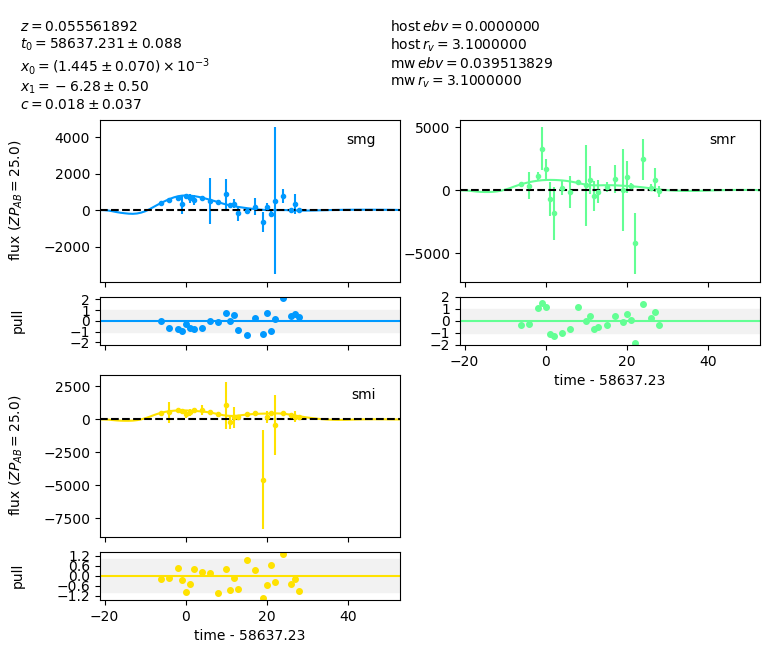 z = 0.055561892
t₀ = 58637.231 ± 0.088
x₀ = (1.445 ± 0.070) × 10⁻³
x₁ = −6.28 ± 0.50
c = 0.018 ± 0.037
host ebv = 0.0000000
host r_v = 3.1000000
mw ebv = 0.039513829
mw r_v = 3.1000000
smg
flux (ZP_AB = 25.0)
4000
2000
0
−2000
pull
2
1
0
−1
−2
smr
5000
0
−5000
2
1
0
−1
−2
−20
0
20
40
time - 58637.23
smi
flux (ZP_AB = 25.0)
2500
0
−2500
−5000
−7500
pull
1.2
0.6
0.0
−0.6
−1.2
−20
0
20
40
time - 58637.23